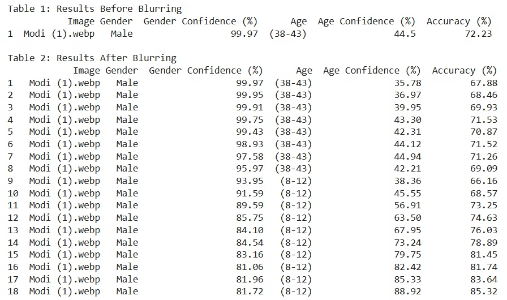 Table 1: Results Before Blurring
Image Gender Gender Confidence (%) Age Age Confidence (%) Accuracy (%)
1 Modi (1).webp Male 99.97 (38-43) 44.5 72.23
Table 2: Results After Blurring
Image Gender Gender Confidence (%) Age Age Confidence (%) Accuracy (%)
1 Modi (1).webp Male 99.97 (38-43) 35.78 67.88
2 Modi (1).webp Male 99.95 (38-43) 36.97 68.46
3 Modi (1).webp Male 99.91 (38-43) 39.95 69.93
4 Modi (1).webp Male 99.75 (38-43) 43.30 71.53
5 Modi (1).webp Male 99.43 (38-43) 42.31 70.87
6 Modi (1).webp Male 98.93 (38-43) 44.12 71.52
7 Modi (1).webp Male 97.58 (38-43) 44.94 71.26
8 Modi (1).webp Male 95.97 (38-43) 42.21 69.09
9 Modi (1).webp Male 93.95 (8-12) 38.36 66.16
10 Modi (1).webp Male 91.59 (8-12) 45.55 68.57
11 Modi (1).webp Male 89.59 (8-12) 56.91 73.25
12 Modi (1).webp Male 85.75 (8-12) 63.50 74.63
13 Modi (1).webp Male 84.10 (8-12) 67.95 76.03
14 Modi (1).webp Male 84.54 (8-12) 73.24 78.89
15 Modi (1).webp Male 83.16 (8-12) 79.75 81.45
16 Modi (1).webp Male 81.06 (8-12) 82.42 81.74
17 Modi (1).webp Male 81.96 (8-12) 85.33 83.64
18 Modi (1).webp Male 81.72 (8-12) 88.92 85.32